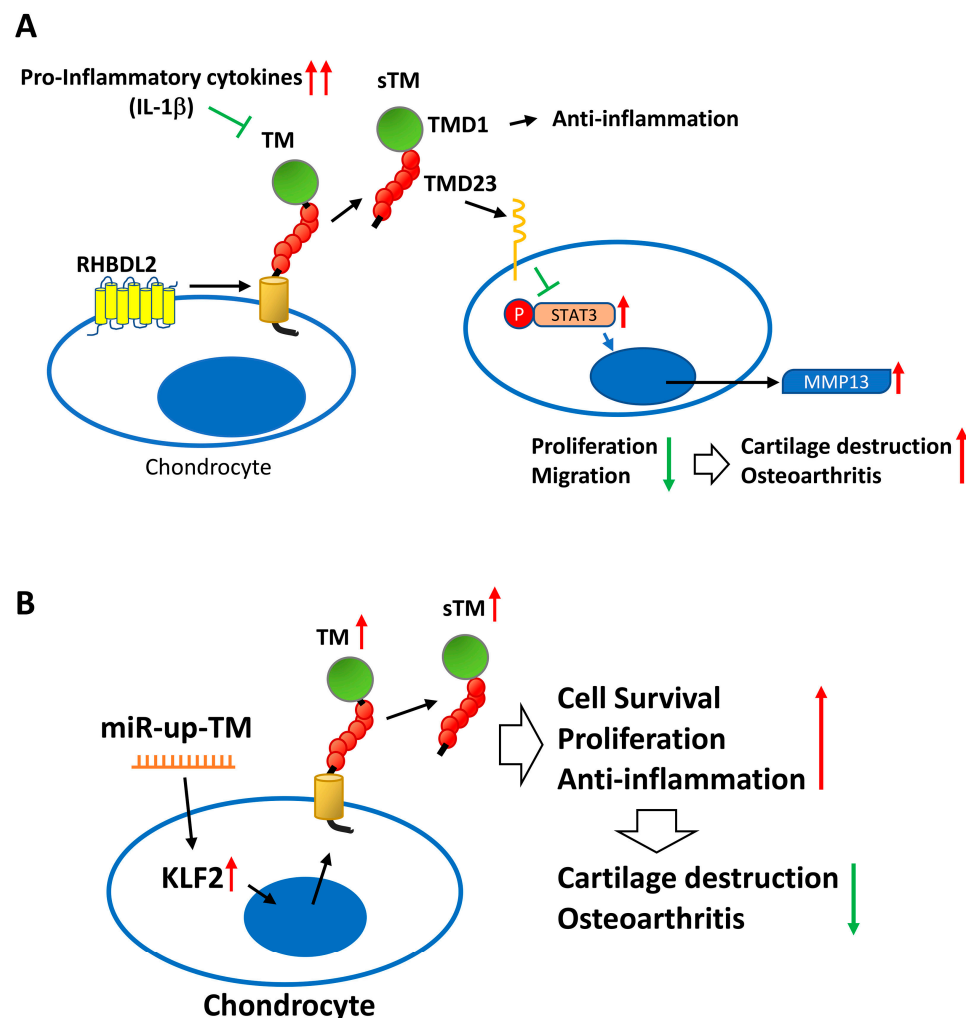 A
Pro-Inflammatory cytokines
(IL-1β)
TM
sTM
TMD1
Anti-inflammation
TMD23
RHBDL2
P
STAT3
MMP13
Chondrocyte
Proliferation
Migration
Cartilage destruction
Osteoarthritis
B
TM
sTM
miR-up-TM
KLF2
Chondrocyte
Cell Survival
Proliferation
Anti-inflammation
Cartilage destruction
Osteoarthritis